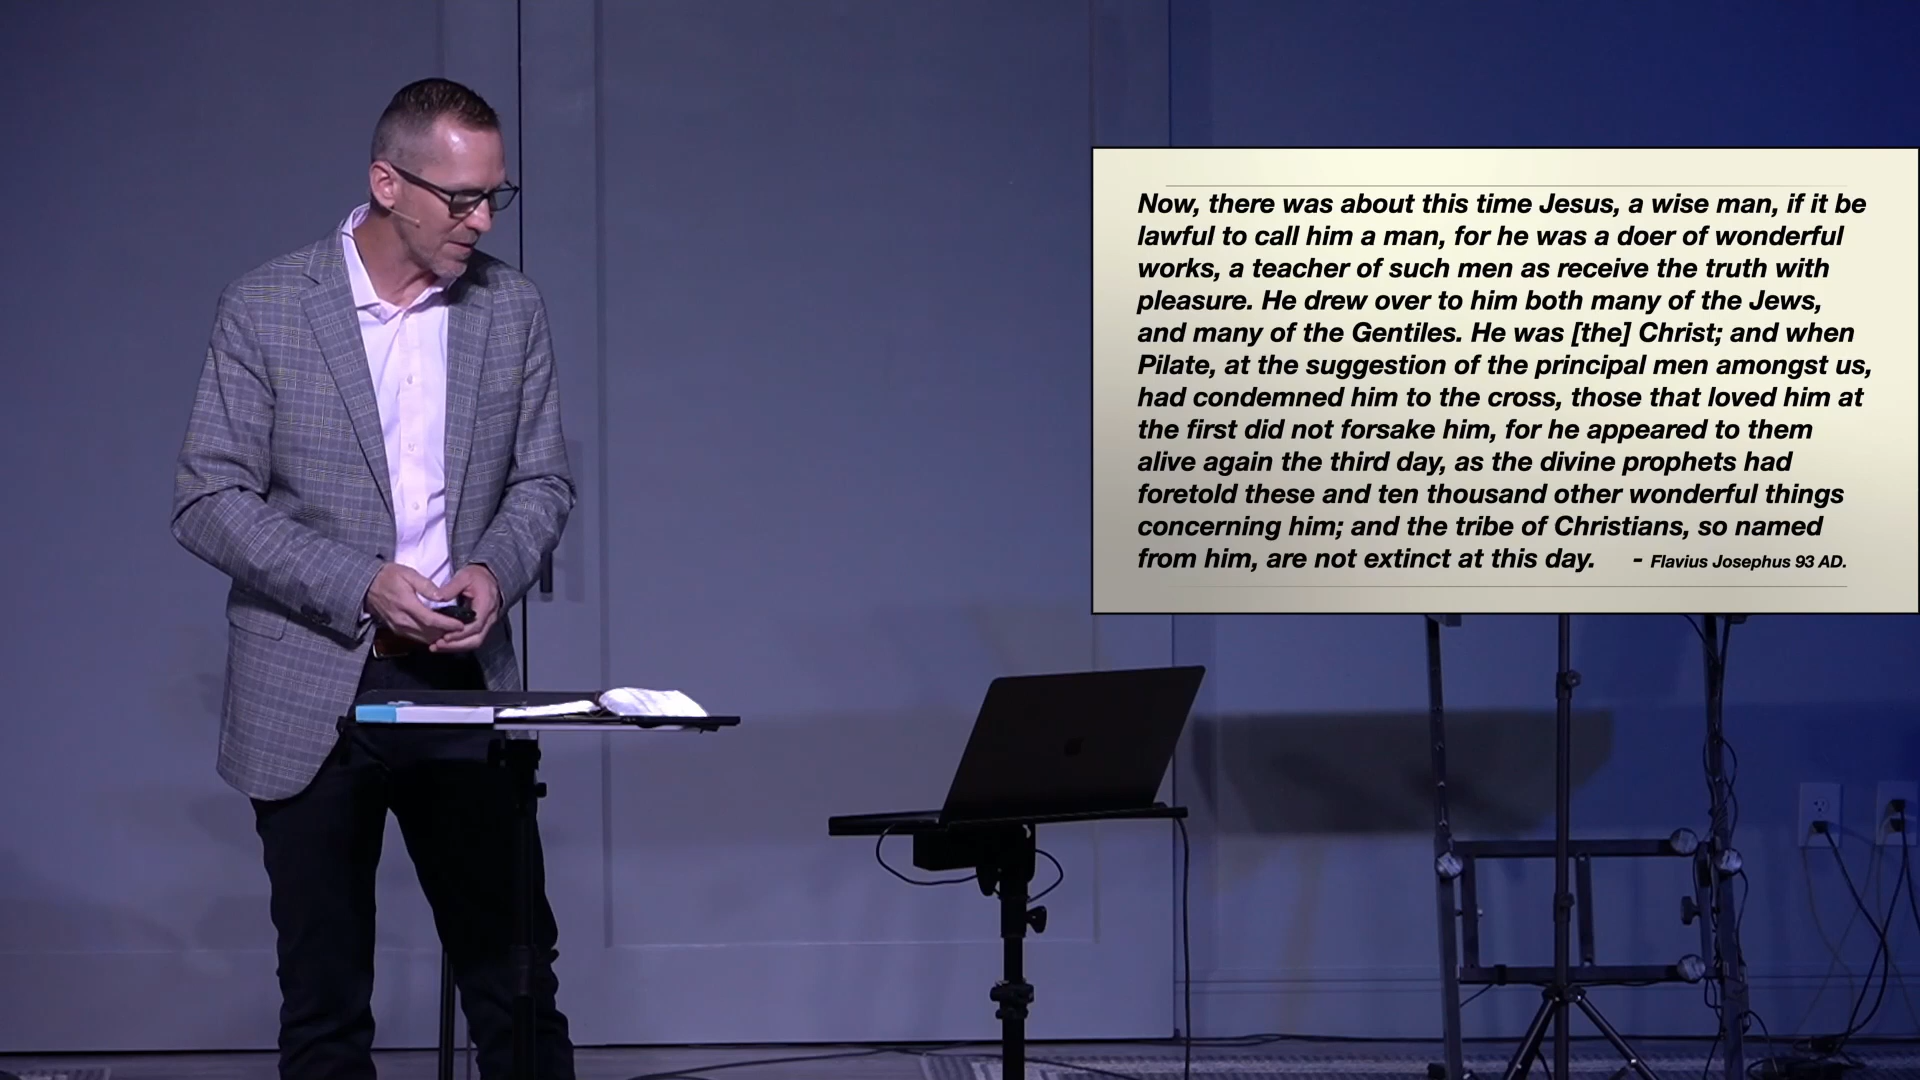 Now, there was about this time Jesus, a wise man, if it be
lawful to call him a man, for he was a doer of wonderful
works, a teacher of such men as receive the truth with
pleasure. He drew over to him both many of the Jews,
and many of the Gentiles. He was [the] Christ; and when
Pilate, at the suggestion of the principal men amongst us,
had condemned him to the cross, those that loved him at
the first did not forsake him, for he appeared to them
alive again the third day, as the divine prophets had
foretold these and ten thousand other wonderful things
concerning him; and the tribe of Christians, so named
from him, are not extinct at this day. - Flavius Josephus 93 AD.